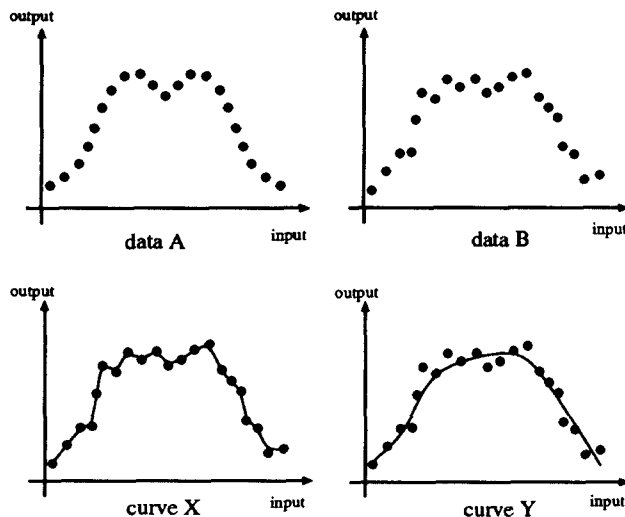 output
output
input
input
data A
data B
output
output
input
input
curve X
curve Y